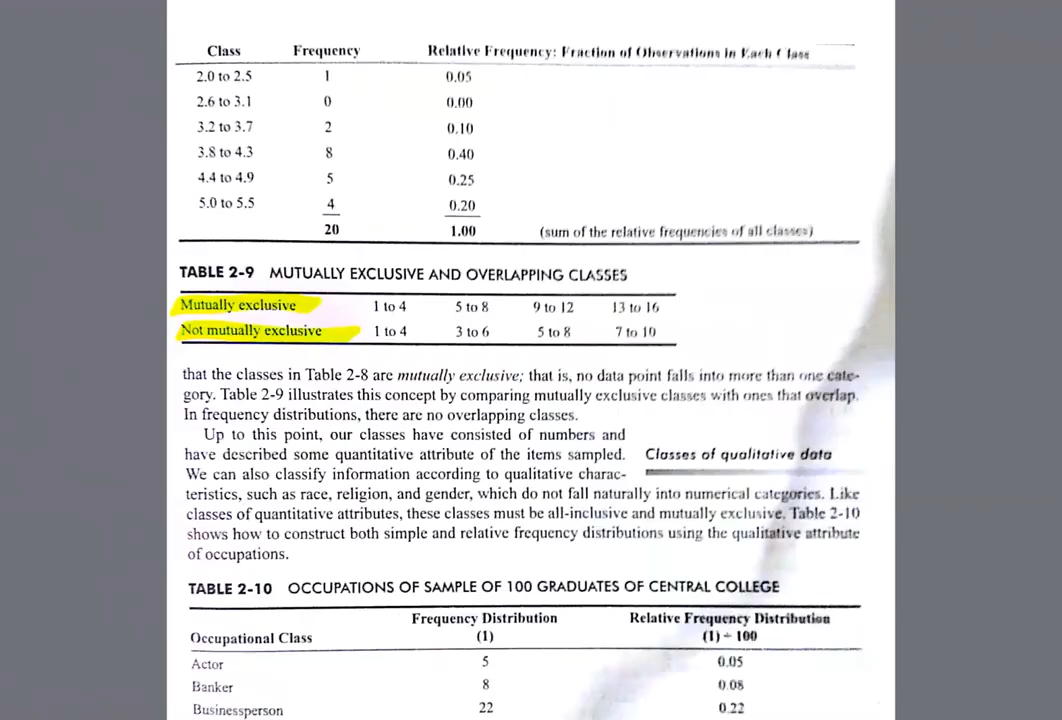 Class Frequency Relative Frequency: Fraction of Observations in Each Class
2.0 to 2.5 1 0.05
2.6 to 3.1 0 0.00
3.2 to 3.7 2 0.10
3.8 to 4.3 8 0.40
4.4 to 4.9 5 0.25
5.0 to 5.5 4 0.20
20 1.00 (sum of the relative frequencies of all classes)
TABLE 2-9 MUTUALLY EXCLUSIVE AND OVERLAPPING CLASSES
Mutually exclusive 1 to 4 5 to 8 9 to 12 13 to 16
Not mutually exclusive 1 to 4 3 to 6 5 to 8 7 to 10
that the classes in Table 2-8 are mutually exclusive; that is, no data point falls into more than one cate-
gory. Table 2-9 illustrates this concept by comparing mutually exclusive classes with ones that overlap.
In frequency distributions, there are no overlapping classes.
Up to this point, our classes have consisted of numbers and
have described some quantitative attribute of the items sampled.
Classes of qualitative data
We can also classify information according to qualitative charac-
teristics, such as race, religion, and gender, which do not fall naturally into numerical categories. Like
classes of quantitative attributes, these classes must be all-inclusive and mutually exclusive. Table 2-10
shows how to construct both simple and relative frequency distributions using the qualitative attribute
of occupations.
TABLE 2-10 OCCUPATIONS OF SAMPLE OF 100 GRADUATES OF CENTRAL COLLEGE
Frequency Distribution Relative Frequency Distribution
Occupational Class (1) (1) ÷ 100
Actor 5 0.05
Banker 8 0.08
Businessperson 22 0.22